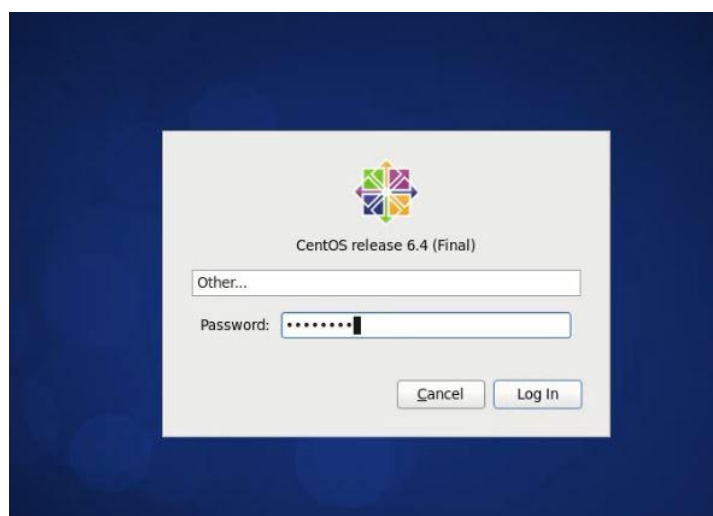 CentOS release 6.4 (Final)
Other...
Password: ••••••••
Cancel Log In